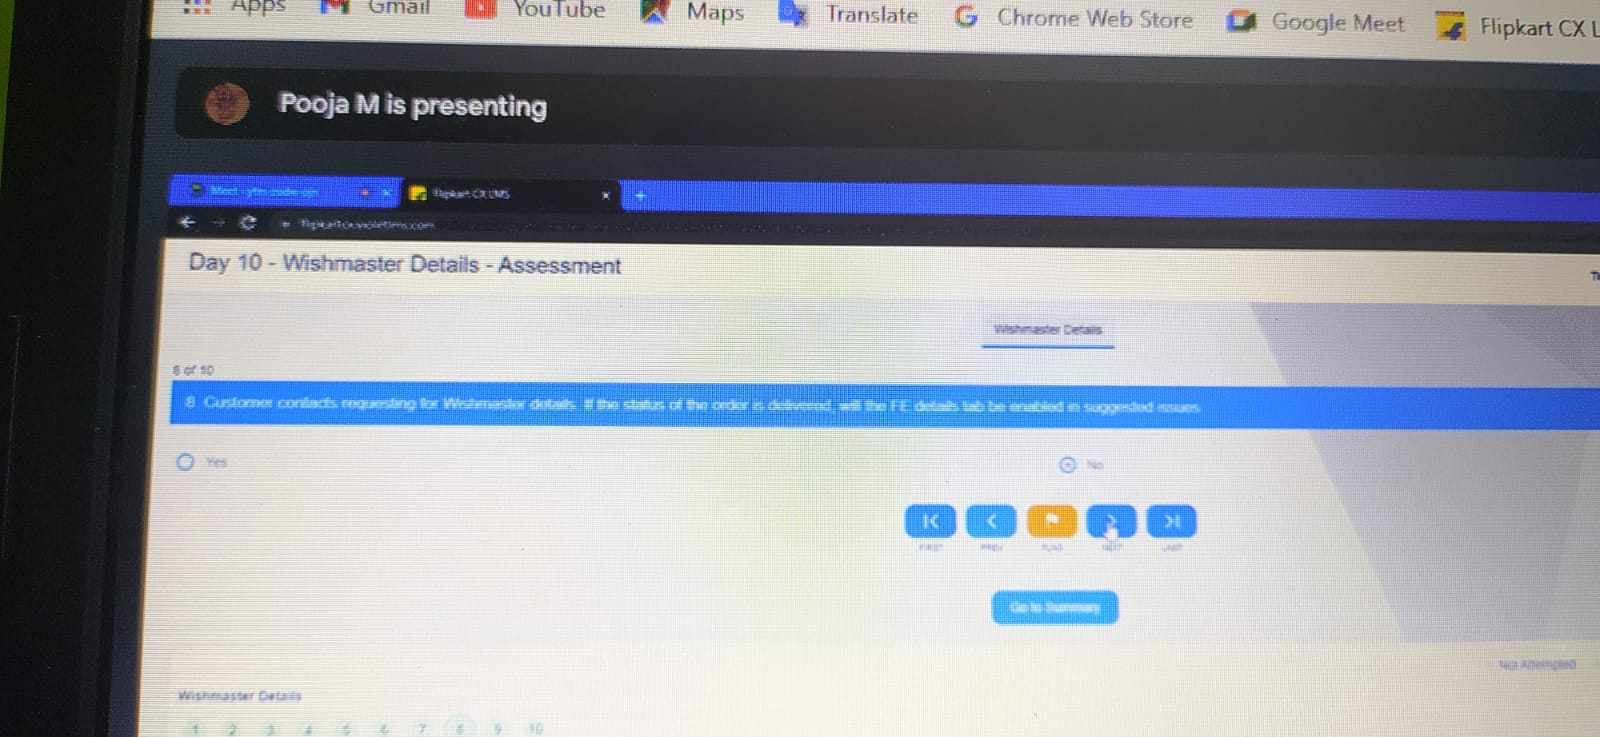 Apps Gmail YouTube Maps Translate Chrome Web Store Google Meet Flipkart CX L
Pooja M is presenting
Flipkart CX LMS
Day 10 - Wishmaster Details - Assessment
Wishmaster Details
8 of 10
8 Customer contacts requesting for Wishmaster details. If the status of the order is delivered, will the FE details tab be enabled in suggested issues
Yes No
FIRST PREV FLAG NEXT LAST
Go to Summary
Not Attempted
Wishmaster Details
1 2 3 4 5 6 7 8 9 10